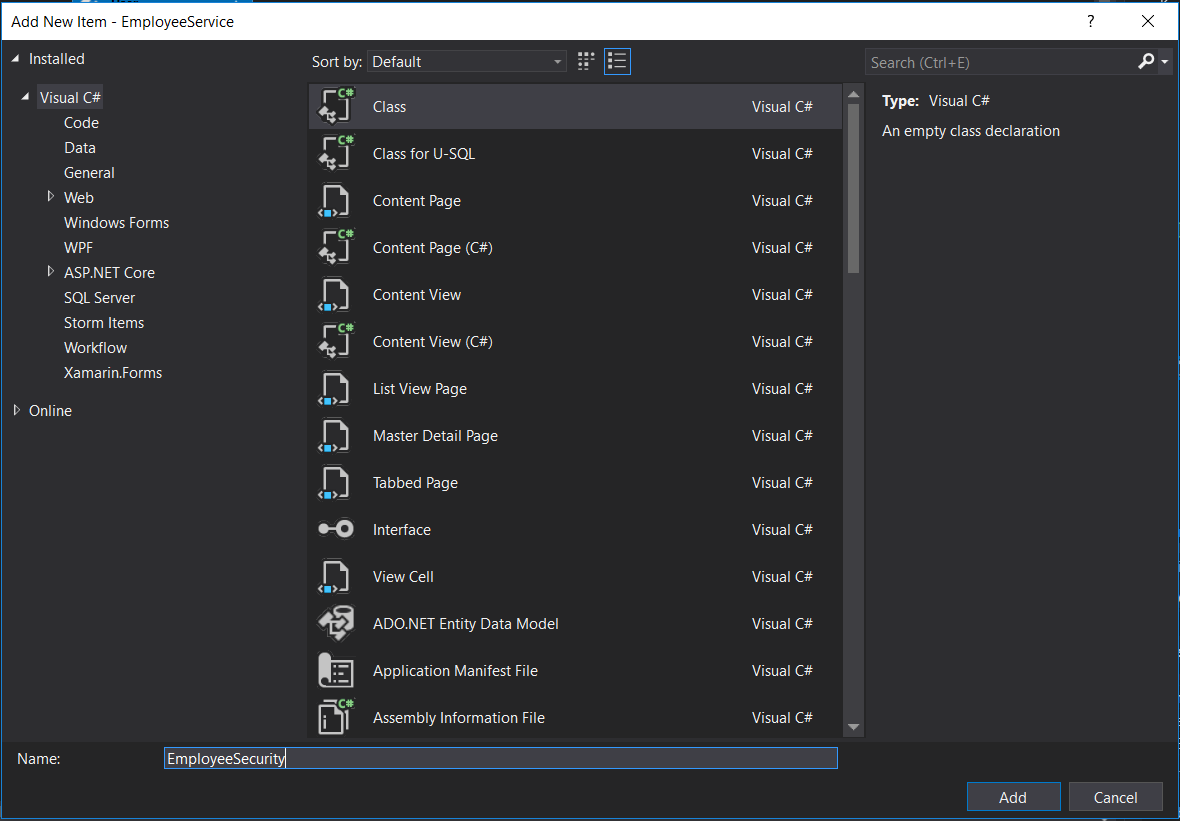 Add New Item - EmployeeService
?
Installed
Visual C#
Code
Data
General
Web
Windows Forms
WPF
ASP.NET Core
SQL Server
Storm Items
Workflow
Xamarin.Forms
Online
Sort by: Default
Class Visual C#
Class for U-SQL Visual C#
Content Page Visual C#
Content Page (C#) Visual C#
Content View Visual C#
Content View (C#) Visual C#
List View Page Visual C#
Master Detail Page Visual C#
Tabbed Page Visual C#
Interface Visual C#
View Cell Visual C#
ADO.NET Entity Data Model Visual C#
Application Manifest File Visual C#
Assembly Information File Visual C#
Search (Ctrl+E)
Type: Visual C#
An empty class declaration
Name: EmployeeSecurity
Add Cancel